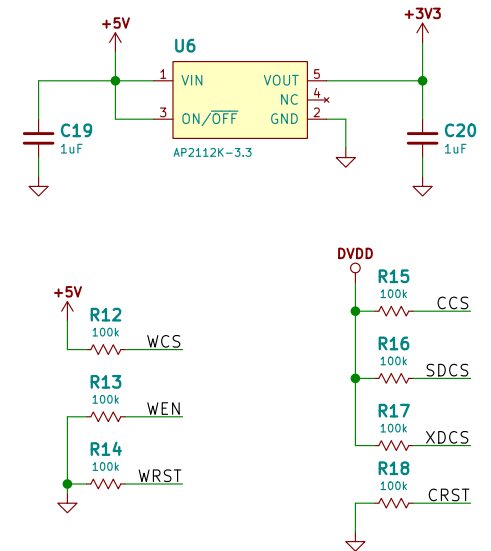 +5V
+3V3
U6
1 VIN VOUT 5
NC 4
3 ON/OFF GND 2
AP2112K-3.3
C19
1uF
C20
1uF
DVDD
+5V
R12
100k
WCS
R13
100k
WEN
R14
100k
WRST
R15
100k
CCS
R16
100k
SDCS
R17
100k
XDCS
R18
100k
CRST